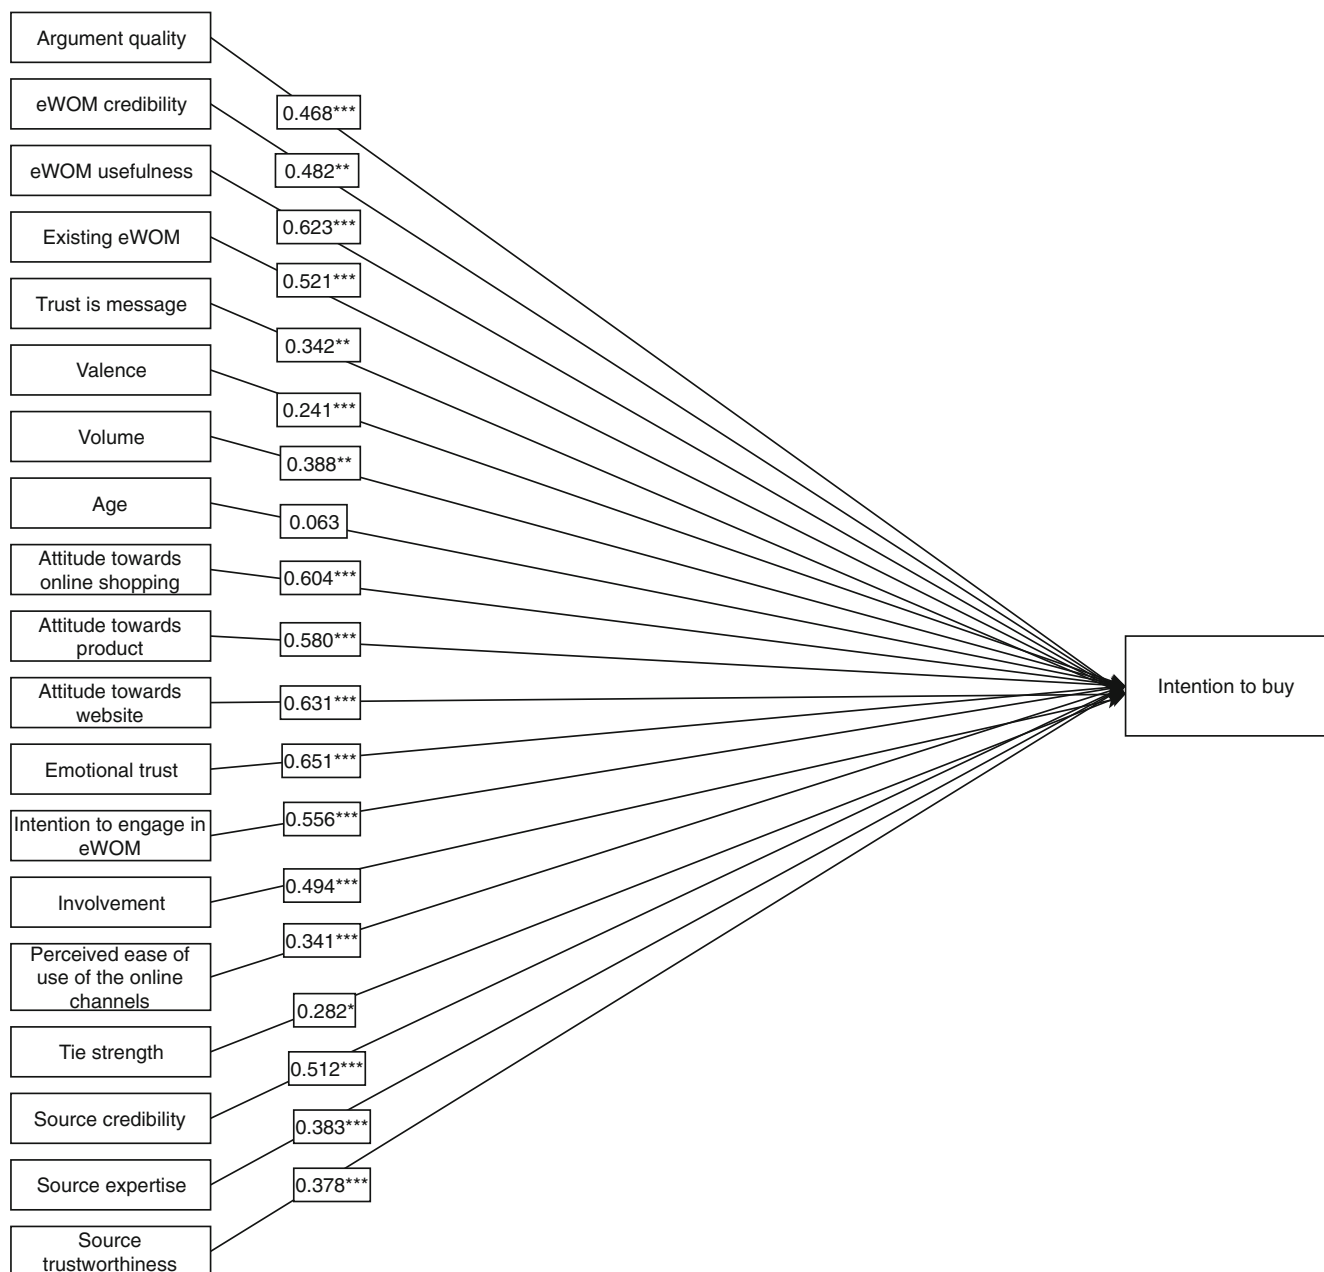 Argument quality
0.468***
eWOM credibility
0.482**
eWOM usefulness
0.623***
Existing eWOM
0.521***
Trust is message
0.342**
Valence
0.241***
Volume
0.388**
Age
0.063
Attitude towards
online shopping
0.604***
Attitude towards
product
0.580***
Attitude towards
website
0.631***
Intention to buy
Emotional trust
0.651***
Intention to engage in
eWOM
0.556***
Involvement
0.494***
Perceived ease of
use of the online
channels
0.341***
Tie strength
0.282*
Source credibility
0.512***
Source expertise
0.383***
Source
trustworthiness
0.378***